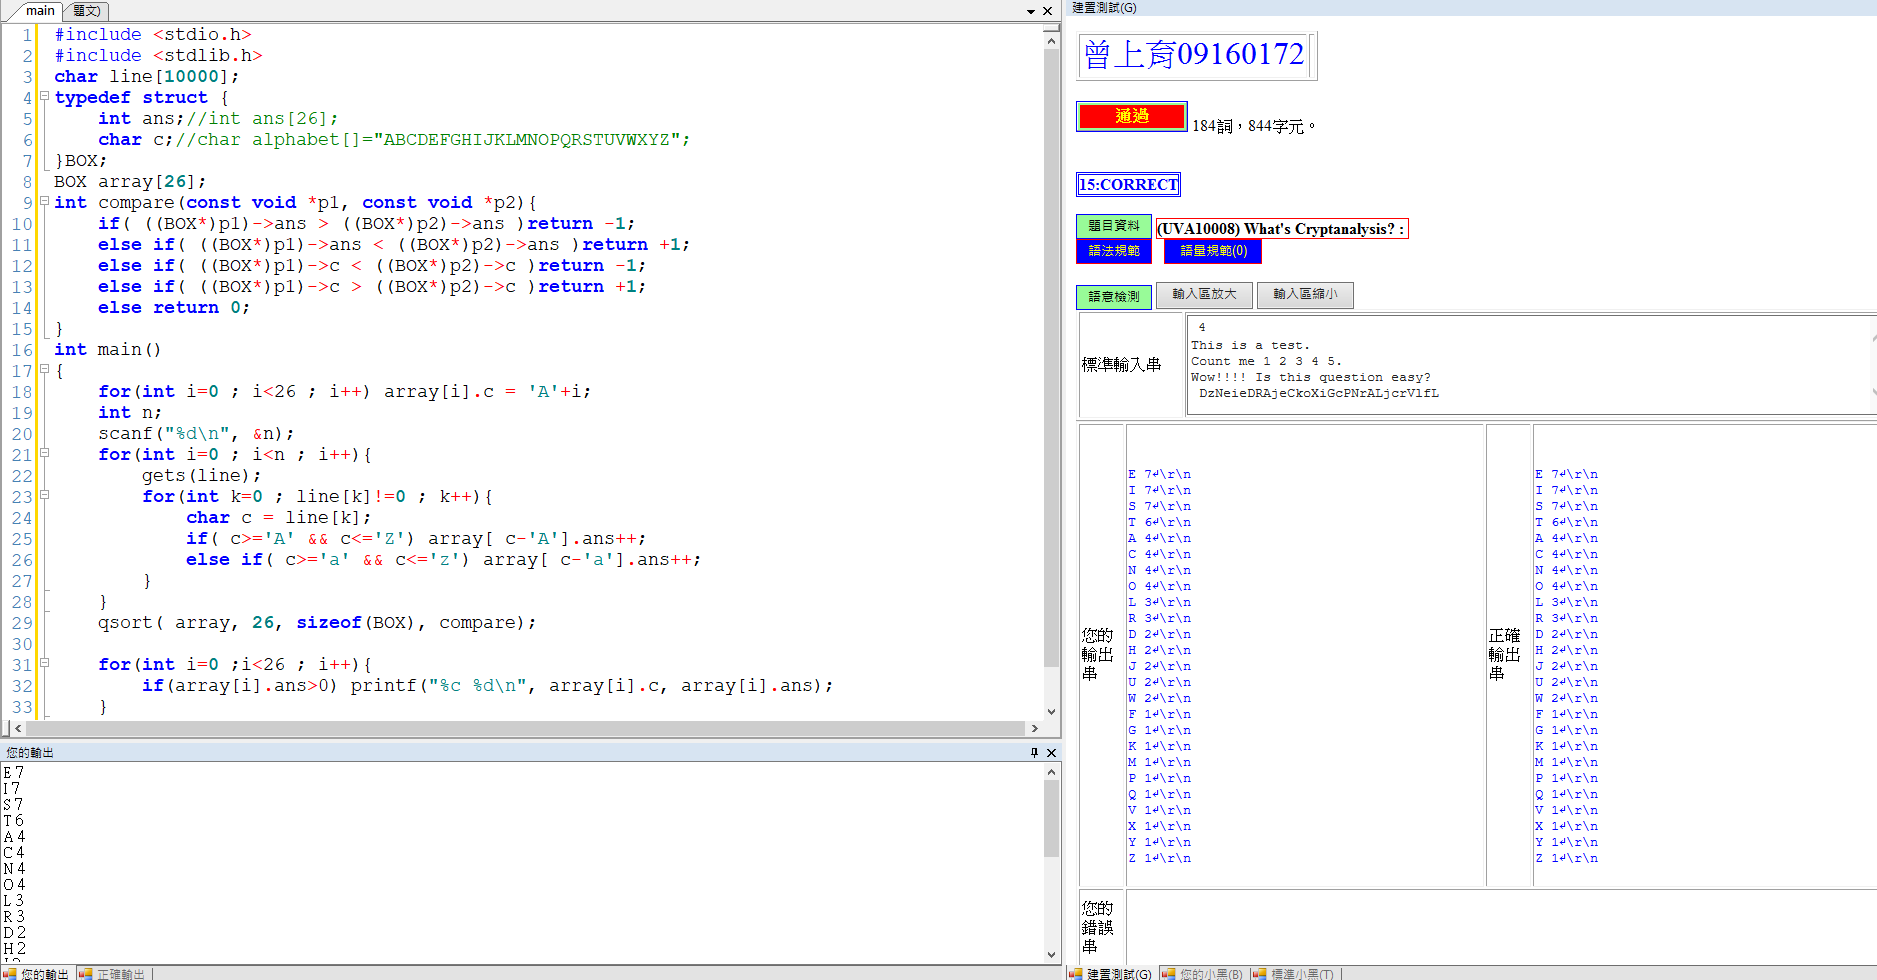 main 題文)
1 #include <stdio.h>
2 #include <stdlib.h>
3 char line[10000];
4 typedef struct {
5 int ans;//int ans[26];
6 char c;//char alphabet[]="ABCDEFGHIJKLMNOPQRSTUVWXYZ";
7 }BOX;
8 BOX array[26];
9 int compare(const void *p1, const void *p2){
10 if( ((BOX*)p1)->ans > ((BOX*)p2)->ans )return -1;
11 else if( ((BOX*)p1)->ans < ((BOX*)p2)->ans )return +1;
12 else if( ((BOX*)p1)->c < ((BOX*)p2)->c )return -1;
13 else if( ((BOX*)p1)->c > ((BOX*)p2)->c )return +1;
14 else return 0;
15 }
16 int main()
17 {
18 for(int i=0 ; i<26 ; i++) array[i].c = 'A'+i;
19 int n;
20 scanf("%d\n", &n);
21 for(int i=0 ; i<n ; i++){
22 gets(line);
23 for(int k=0 ; line[k]!=0 ; k++){
24 char c = line[k];
25 if( c>='A' && c<='Z') array[ c-'A'].ans++;
26 else if( c>='a' && c<='z') array[ c-'a'].ans++;
27 }
28 }
29 qsort( array, 26, sizeof(BOX), compare);
30
31 for(int i=0 ;i<26 ; i++){
32 if(array[i].ans>0) printf("%c %d\n", array[i].c, array[i].ans);
33 }
您的輸出
E 7
I 7
S 7
T 6
A 4
C 4
N 4
O 4
L 3
R 3
D 2
H 2
您的輸出 正確輸出
建置測試(G)
曾上育09160172
通過 184詞，844字元。
15:CORRECT
題目資料 (UVA10008) What's Cryptanalysis? :
語法規範 語量規範(0)
語意檢測 輸入區放大 輸入區縮小
標準輸入串
4
This is a test.
Count me 1 2 3 4 5.
Wow!!!! Is this question easy?
DzNeieDRAjeCkoXiGcPNrALjcrVlfL
您的輸出串
E 7↵\r\n
I 7↵\r\n
S 7↵\r\n
T 6↵\r\n
A 4↵\r\n
C 4↵\r\n
N 4↵\r\n
O 4↵\r\n
L 3↵\r\n
R 3↵\r\n
D 2↵\r\n
H 2↵\r\n
J 2↵\r\n
U 2↵\r\n
W 2↵\r\n
F 1↵\r\n
G 1↵\r\n
K 1↵\r\n
M 1↵\r\n
P 1↵\r\n
Q 1↵\r\n
V 1↵\r\n
X 1↵\r\n
Y 1↵\r\n
Z 1↵\r\n
正確輸出串
E 7↵\r\n
I 7↵\r\n
S 7↵\r\n
T 6↵\r\n
A 4↵\r\n
C 4↵\r\n
N 4↵\r\n
O 4↵\r\n
L 3↵\r\n
R 3↵\r\n
D 2↵\r\n
H 2↵\r\n
J 2↵\r\n
U 2↵\r\n
W 2↵\r\n
F 1↵\r\n
G 1↵\r\n
K 1↵\r\n
M 1↵\r\n
P 1↵\r\n
Q 1↵\r\n
V 1↵\r\n
X 1↵\r\n
Y 1↵\r\n
Z 1↵\r\n
您的錯誤串
建置測試(G) 您的小黑(B) 標準小黑(T)